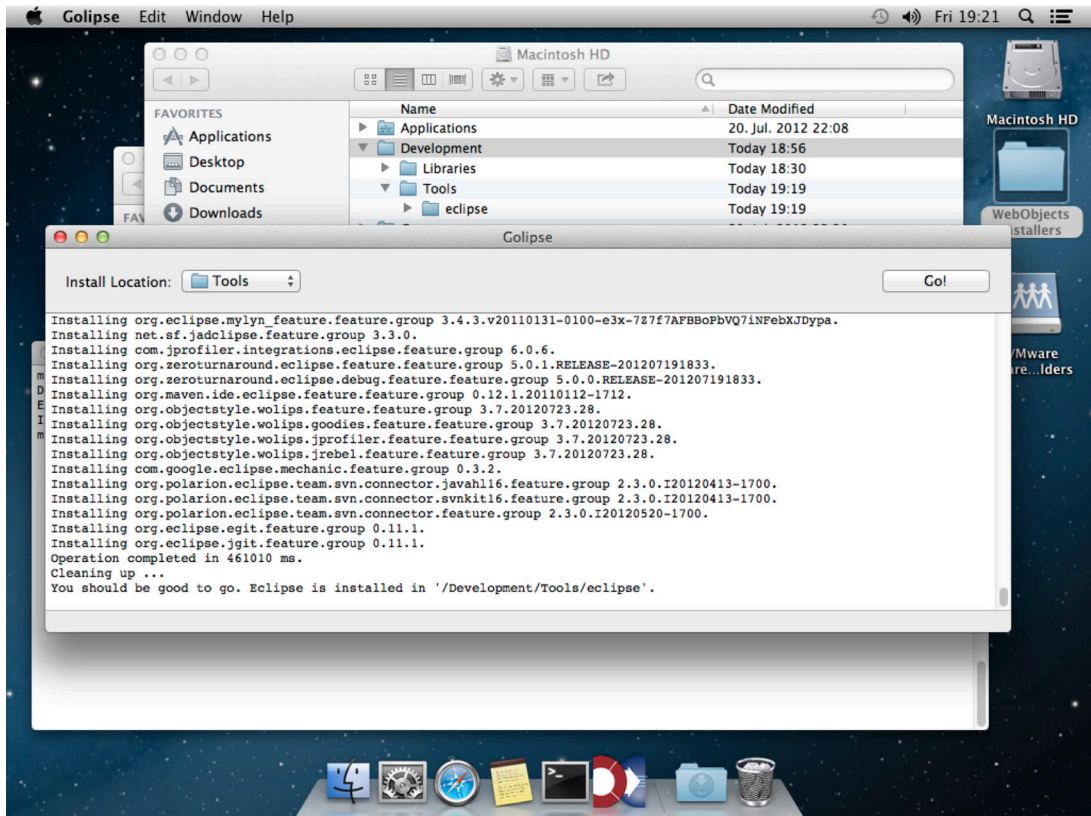 Golipse Edit Window Help Fri 19:21
Macintosh HD
FAVORITES
Applications
Desktop
Documents
Downloads
Name Date Modified
Applications 20. Jul. 2012 22:08
Development Today 18:56
Libraries Today 18:30
Tools Today 19:19
eclipse Today 19:19
Macintosh HD
WebObjects
stallers
FAV
Golipse
Install Location: Tools Go!
Installing org.eclipse.mylyn_feature.feature.group 3.4.3.v20110131-0100-e3x-7Z7f7AFBBoPbVQ7iNFebXJDypa.
Installing net.sf.jadclipse.feature.group 3.3.0.
Installing com.jprofiler.integrations.eclipse.feature.group 6.0.6.
Installing org.zeroturnaround.eclipse.feature.feature.group 5.0.1.RELEASE-201207191833.
Installing org.zeroturnaround.eclipse.debug.feature.feature.group 5.0.0.RELEASE-201207191833.
Installing org.maven.ide.eclipse.feature.feature.group 0.12.1.20110112-1712.
Installing org.objectstyle.wolips.feature.feature.group 3.7.20120723.28.
Installing org.objectstyle.wolips.goodies.feature.feature.group 3.7.20120723.28.
Installing org.objectstyle.wolips.jprofiler.feature.feature.group 3.7.20120723.28.
Installing org.objectstyle.wolips.jrebel.feature.feature.group 3.7.20120723.28.
Installing com.google.eclipse.mechanic.feature.group 0.3.2.
Installing org.polarion.eclipse.team.svn.connector.javahl16.feature.group 2.3.0.I20120413-1700.
Installing org.polarion.eclipse.team.svn.connector.svnkit16.feature.group 2.3.0.I20120413-1700.
Installing org.polarion.eclipse.team.svn.connector.feature.group 2.3.0.I20120520-1700.
Installing org.eclipse.egit.feature.group 0.11.1.
Installing org.eclipse.jgit.feature.group 0.11.1.
Operation completed in 461010 ms.
Cleaning up ...
You should be good to go. Eclipse is installed in '/Development/Tools/eclipse'.
m
D
E
I
m
/Mware
re...lders